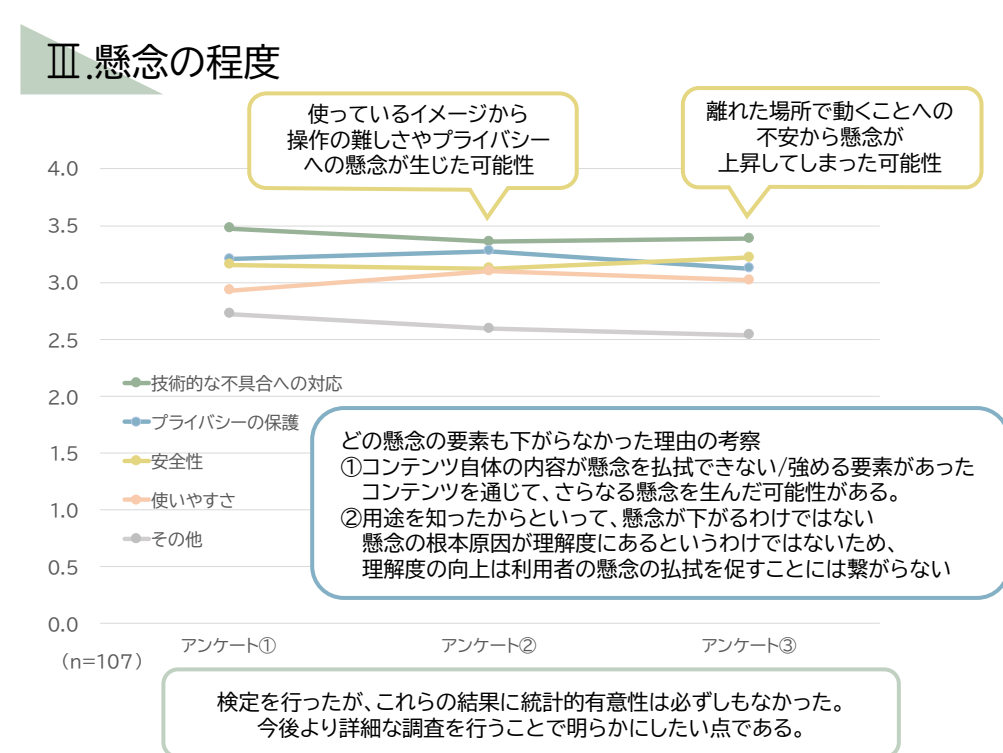 Ⅲ.懸念の程度
使っているイメージから
操作の難しさやプライバシー
への懸念が生じた可能性
離れた場所で動くことへの
不安から懸念が
上昇してしまった可能性
4.0
3.5
3.0
2.5
2.0
1.5
1.0
0.5
0.0
技術的な不具合への対応
プライバシーの保護
安全性
使いやすさ
その他
どの懸念の要素も下がらなかった理由の考察
①コンテンツ自体の内容が懸念を払拭できない/強める要素があった
コンテンツを通じて、さらなる懸念を生んだ可能性がある。
②用途を知ったからといって、懸念が下がるわけではない
懸念の根本原因が理解度にあるというわけではないため、
理解度の向上は利用者の懸念の払拭を促すことには繋がらない
アンケート①
アンケート②
アンケート③
(n=107)
検定を行ったが、これらの結果に統計的有意性は必ずしもなかった。
今後より詳細な調査を行うことで明らかにしたい点である。